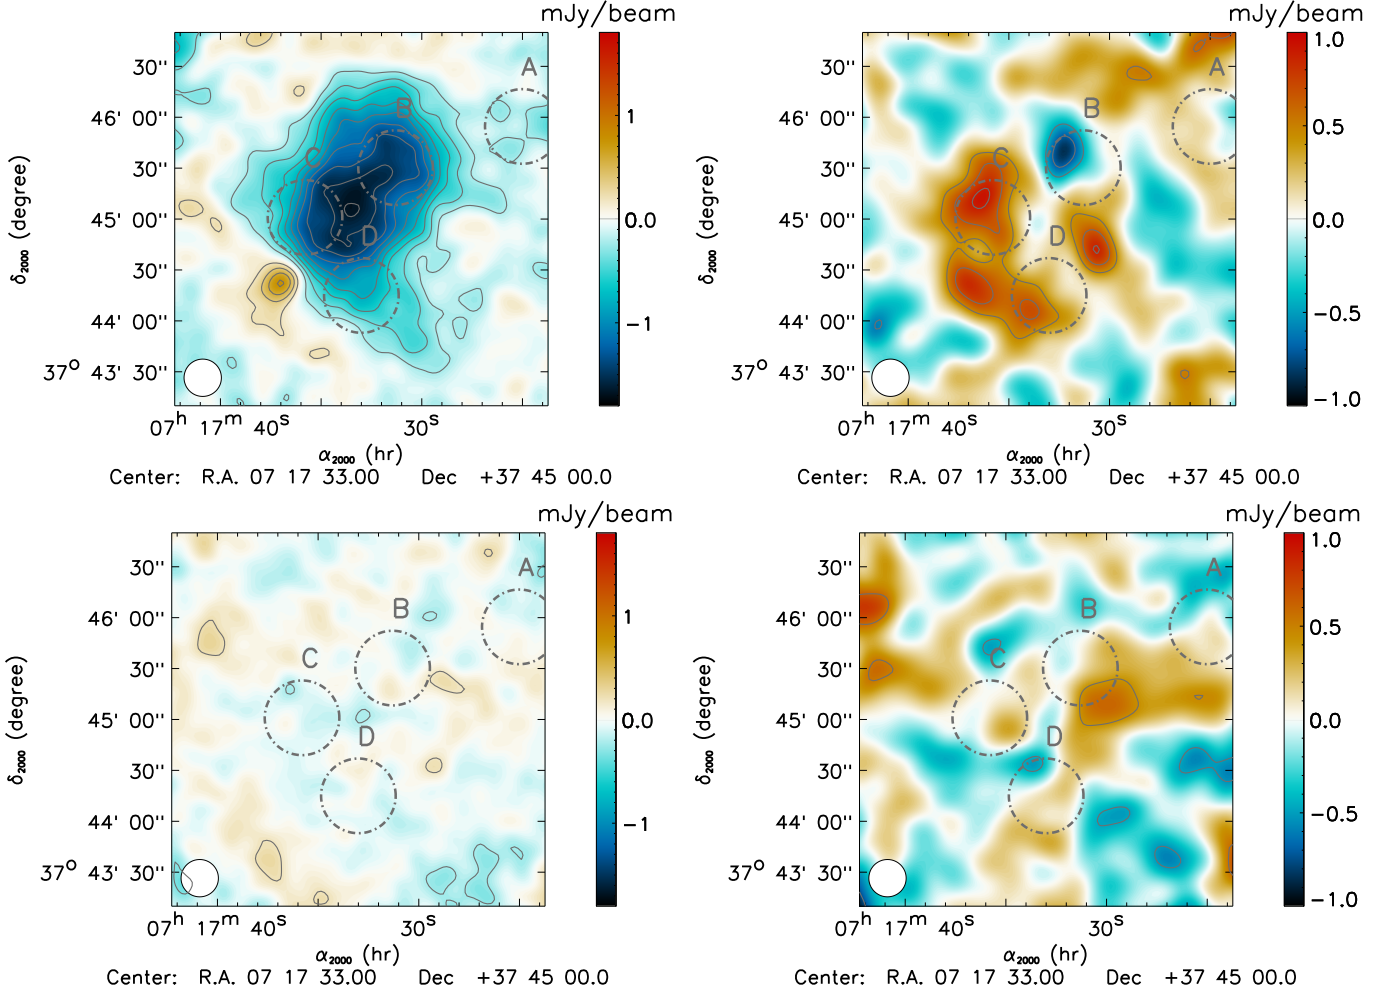 mJy/beam
30''
46' 00''
30''
45' 00''
30''
44' 00''
37° 43' 30''
δ2000 (degree)
A
B
C
D
1
0.0
−1
07h 17m 40s
30s
α2000 (hr)
Center: R.A. 07 17 33.00 Dec +37 45 00.0
mJy/beam
30''
46' 00''
30''
45' 00''
30''
44' 00''
37° 43' 30''
δ2000 (degree)
A
B
C
D
1.0
0.5
0.0
−0.5
−1.0
07h 17m 40s
30s
α2000 (hr)
Center: R.A. 07 17 33.00 Dec +37 45 00.0
mJy/beam
30''
46' 00''
30''
45' 00''
30''
44' 00''
37° 43' 30''
δ2000 (degree)
A
B
C
D
1
0.0
−1
07h 17m 40s
30s
α2000 (hr)
Center: R.A. 07 17 33.00 Dec +37 45 00.0
mJy/beam
30''
46' 00''
30''
45' 00''
30''
44' 00''
37° 43' 30''
δ2000 (degree)
A
B
C
D
1.0
0.5
0.0
−0.5
−1.0
07h 17m 40s
30s
α2000 (hr)
Center: R.A. 07 17 33.00 Dec +37 45 00.0